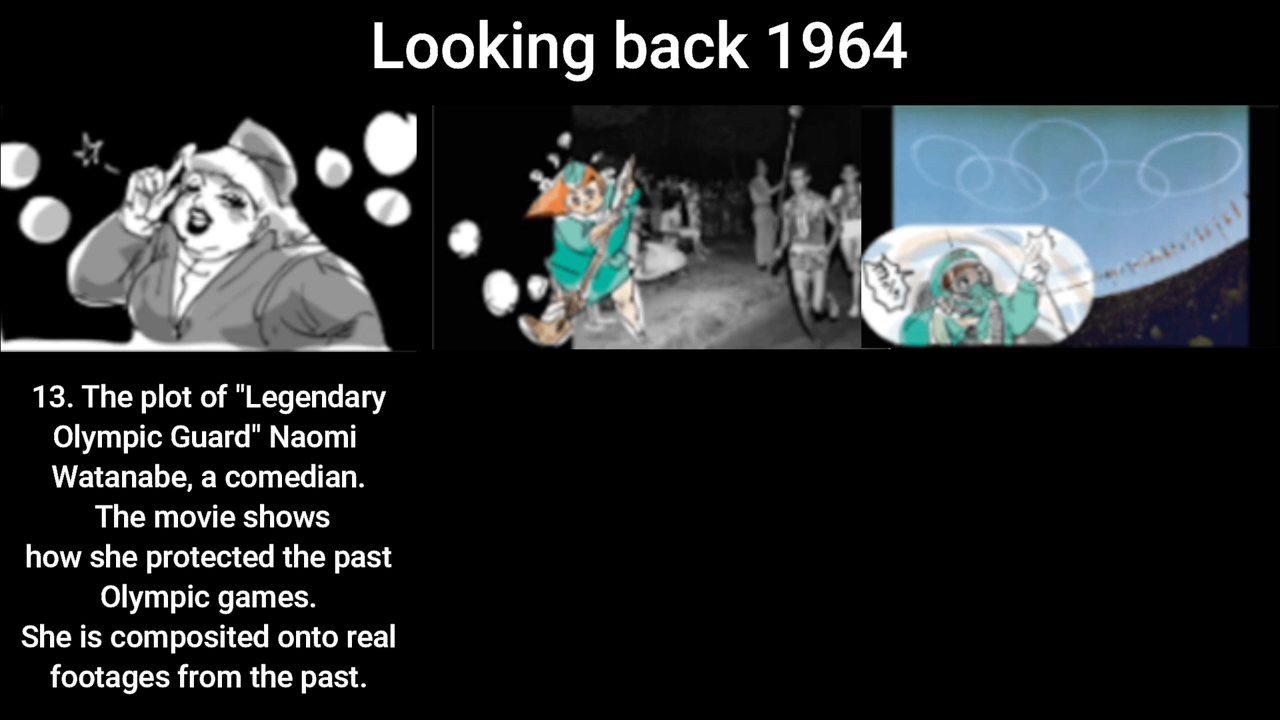 Looking back 1964
13. The plot of "Legendary
Olympic Guard" Naomi
Watanabe, a comedian.
The movie shows
how she protected the past
Olympic games.
She is composited onto real
footages from the past.